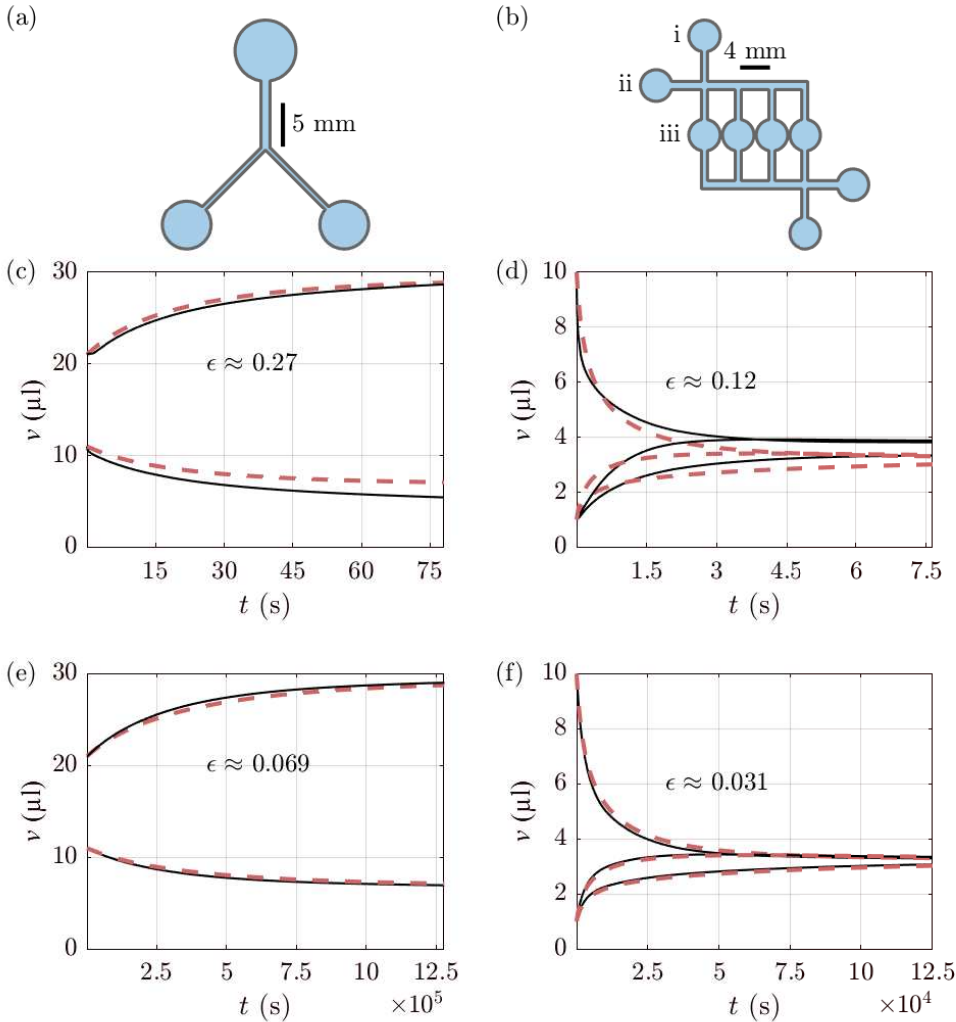 (a)
5 mm
(b)
i
4 mm
ii
iii
(c)
30
20
10
0
v (µl)
ϵ ≈ 0.27
15 30 45 60 75
t (s)
(d)
10
8
6
4
2
0
v (µl)
ϵ ≈ 0.12
1.5 3 4.5 6 7.5
t (s)
(e)
30
20
10
0
v (µl)
ϵ ≈ 0.069
2.5 5 7.5 10 12.5
t (s) ×10⁵
(f)
10
8
6
4
2
0
v (µl)
ϵ ≈ 0.031
2.5 5 7.5 10 12.5
t (s) ×10⁴